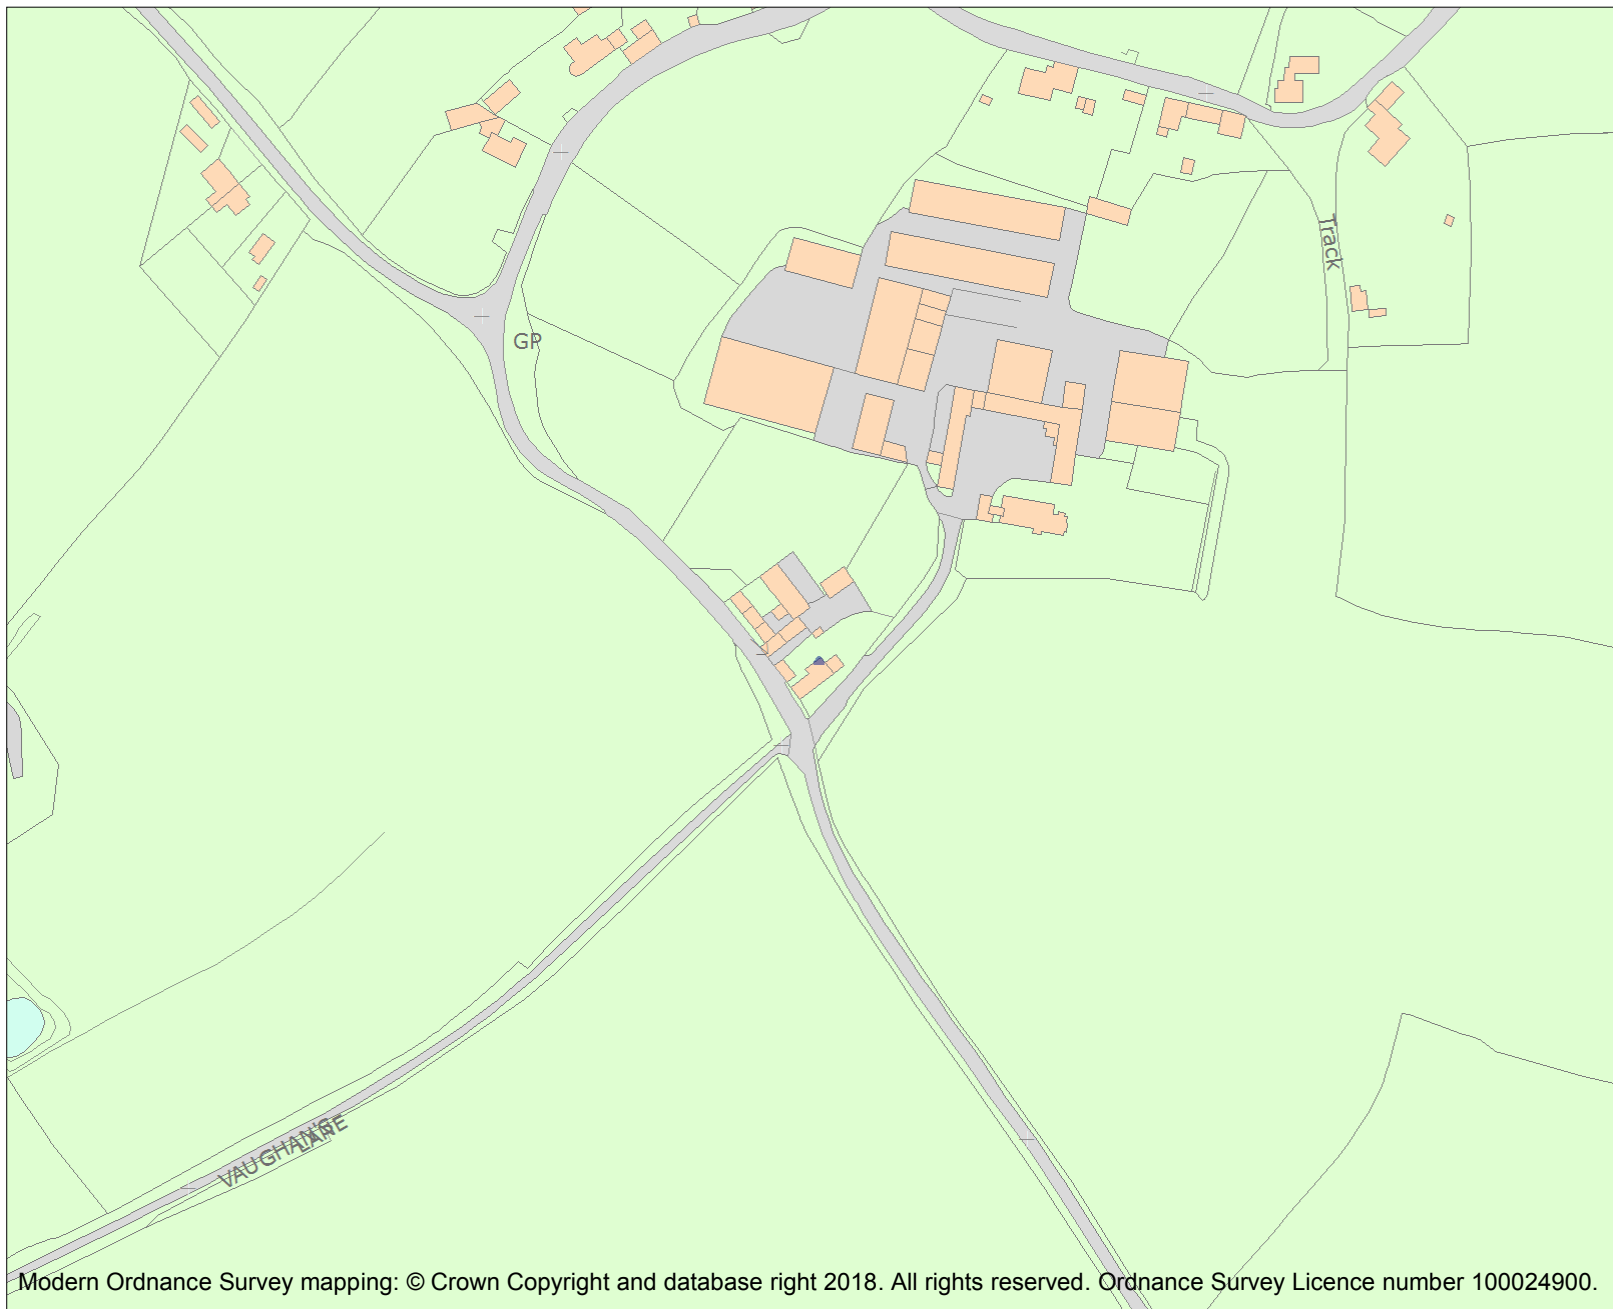 Track
GP
VAUGHAN'S LANE
Modern Ordnance Survey mapping: © Crown Copyright and database right 2018. All rights reserved. Ordnance Survey Licence number 100024900.